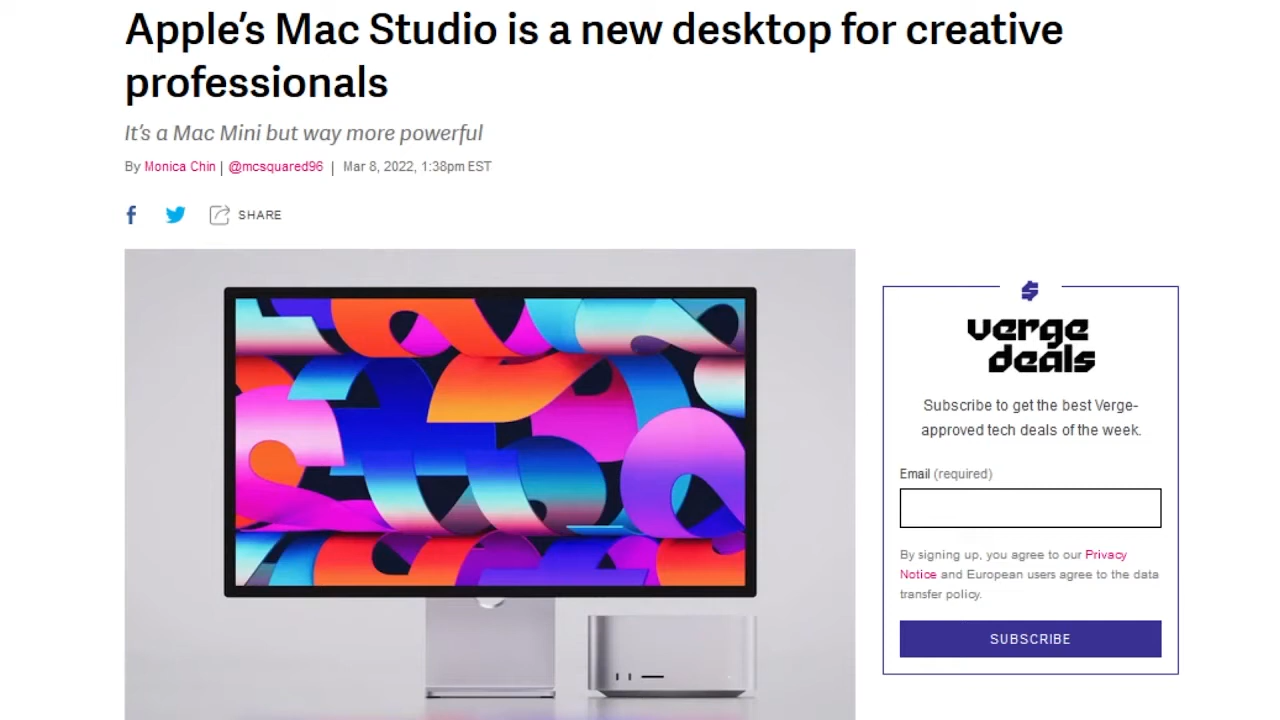 Apple’s Mac Studio is a new desktop for creative
professionals
It’s a Mac Mini but way more powerful
By Monica Chin | @mcsquared96 | Mar 8, 2022, 1:38pm EST
SHARE
verge
deals
Subscribe to get the best Verge-
approved tech deals of the week.
Email (required)
By signing up, you agree to our Privacy
Notice and European users agree to the data
transfer policy.
SUBSCRIBE